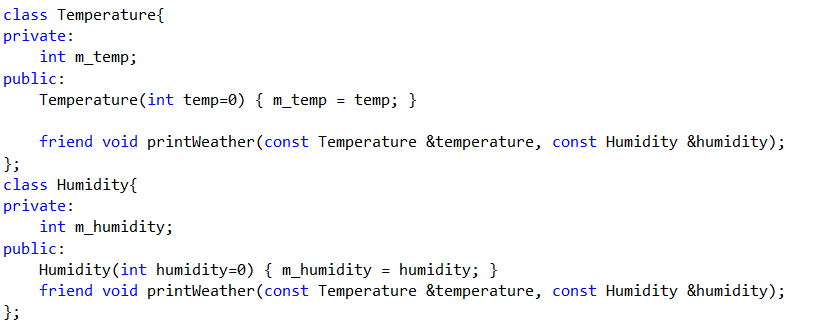 class Temperature{
private:
    int m_temp;
public:
    Temperature(int temp=0) { m_temp = temp; }

    friend void printWeather(const Temperature &temperature, const Humidity &humidity);
};
class Humidity{
private:
    int m_humidity;
public:
    Humidity(int humidity=0) { m_humidity = humidity; }
    friend void printWeather(const Temperature &temperature, const Humidity &humidity);
};